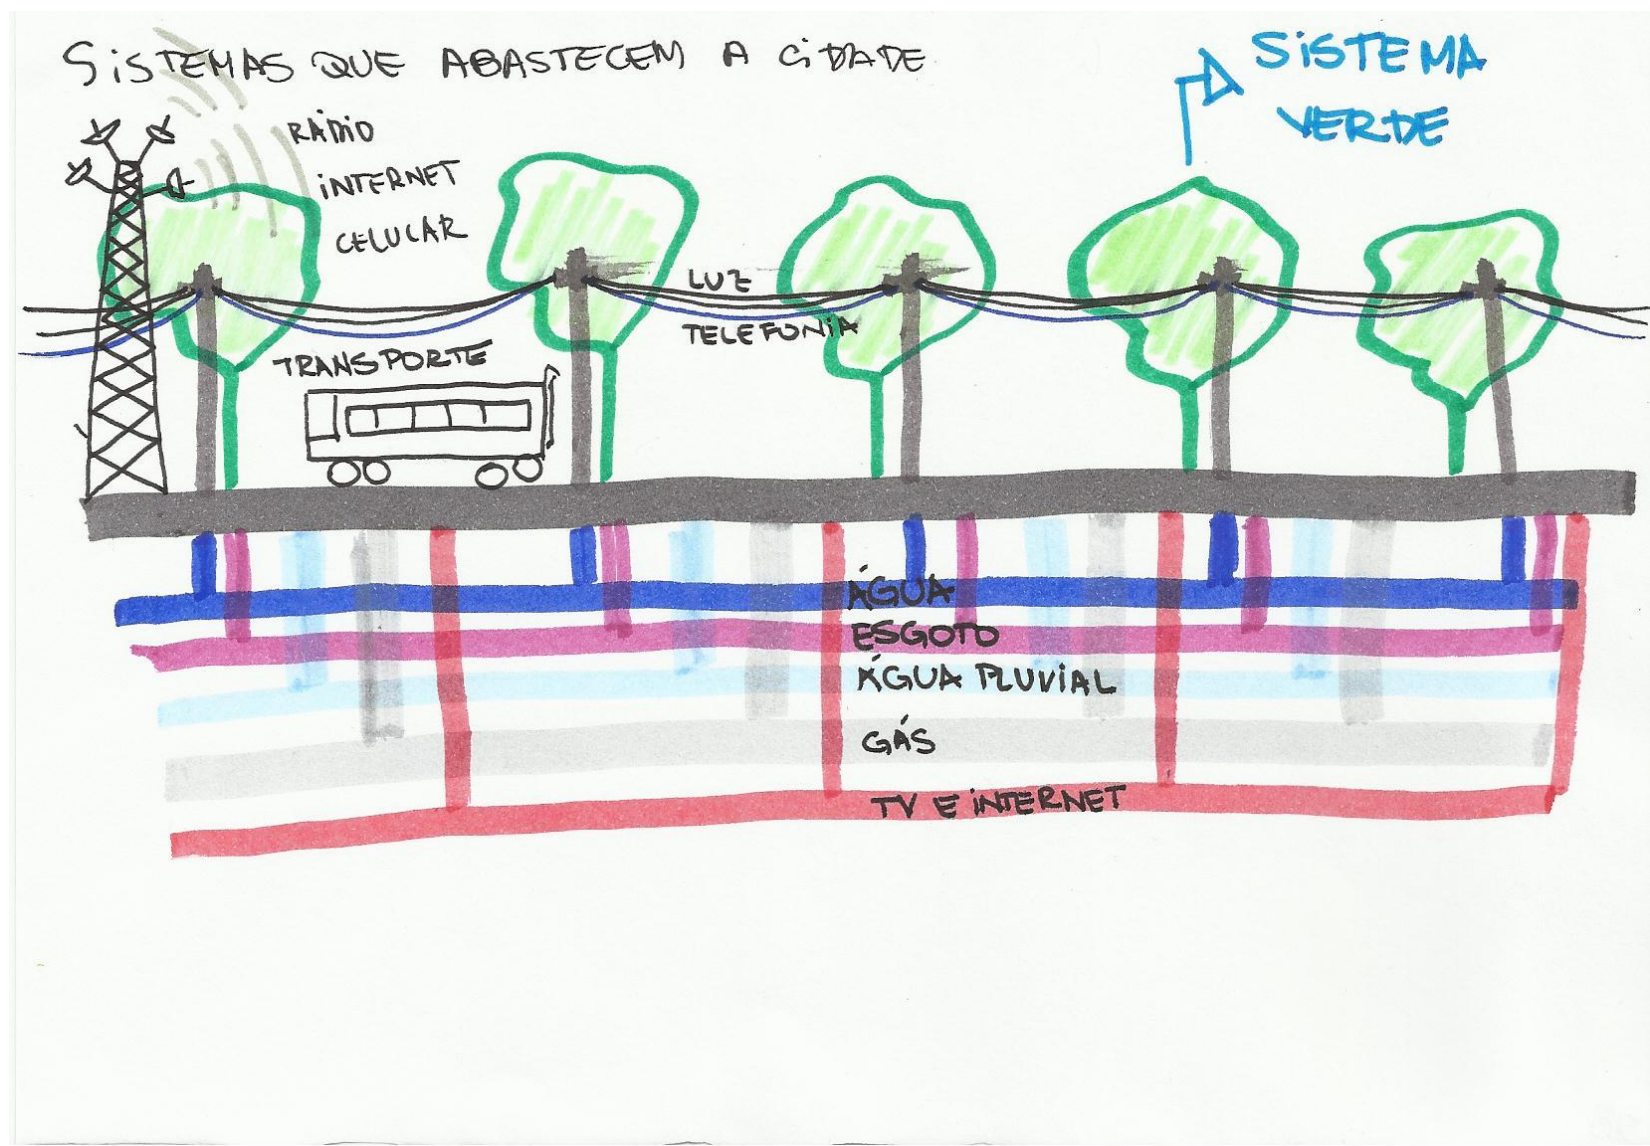 SISTEMAS QUE ABASTECEM A CIDADE
SISTEMA
VERDE
RÁDIO
INTERNET
CELULAR
LUZ
TELEFONIA
TRANSPORTE
ÁGUA
ESGOTO
ÁGUA PLUVIAL
GÁS
TV E INTERNET